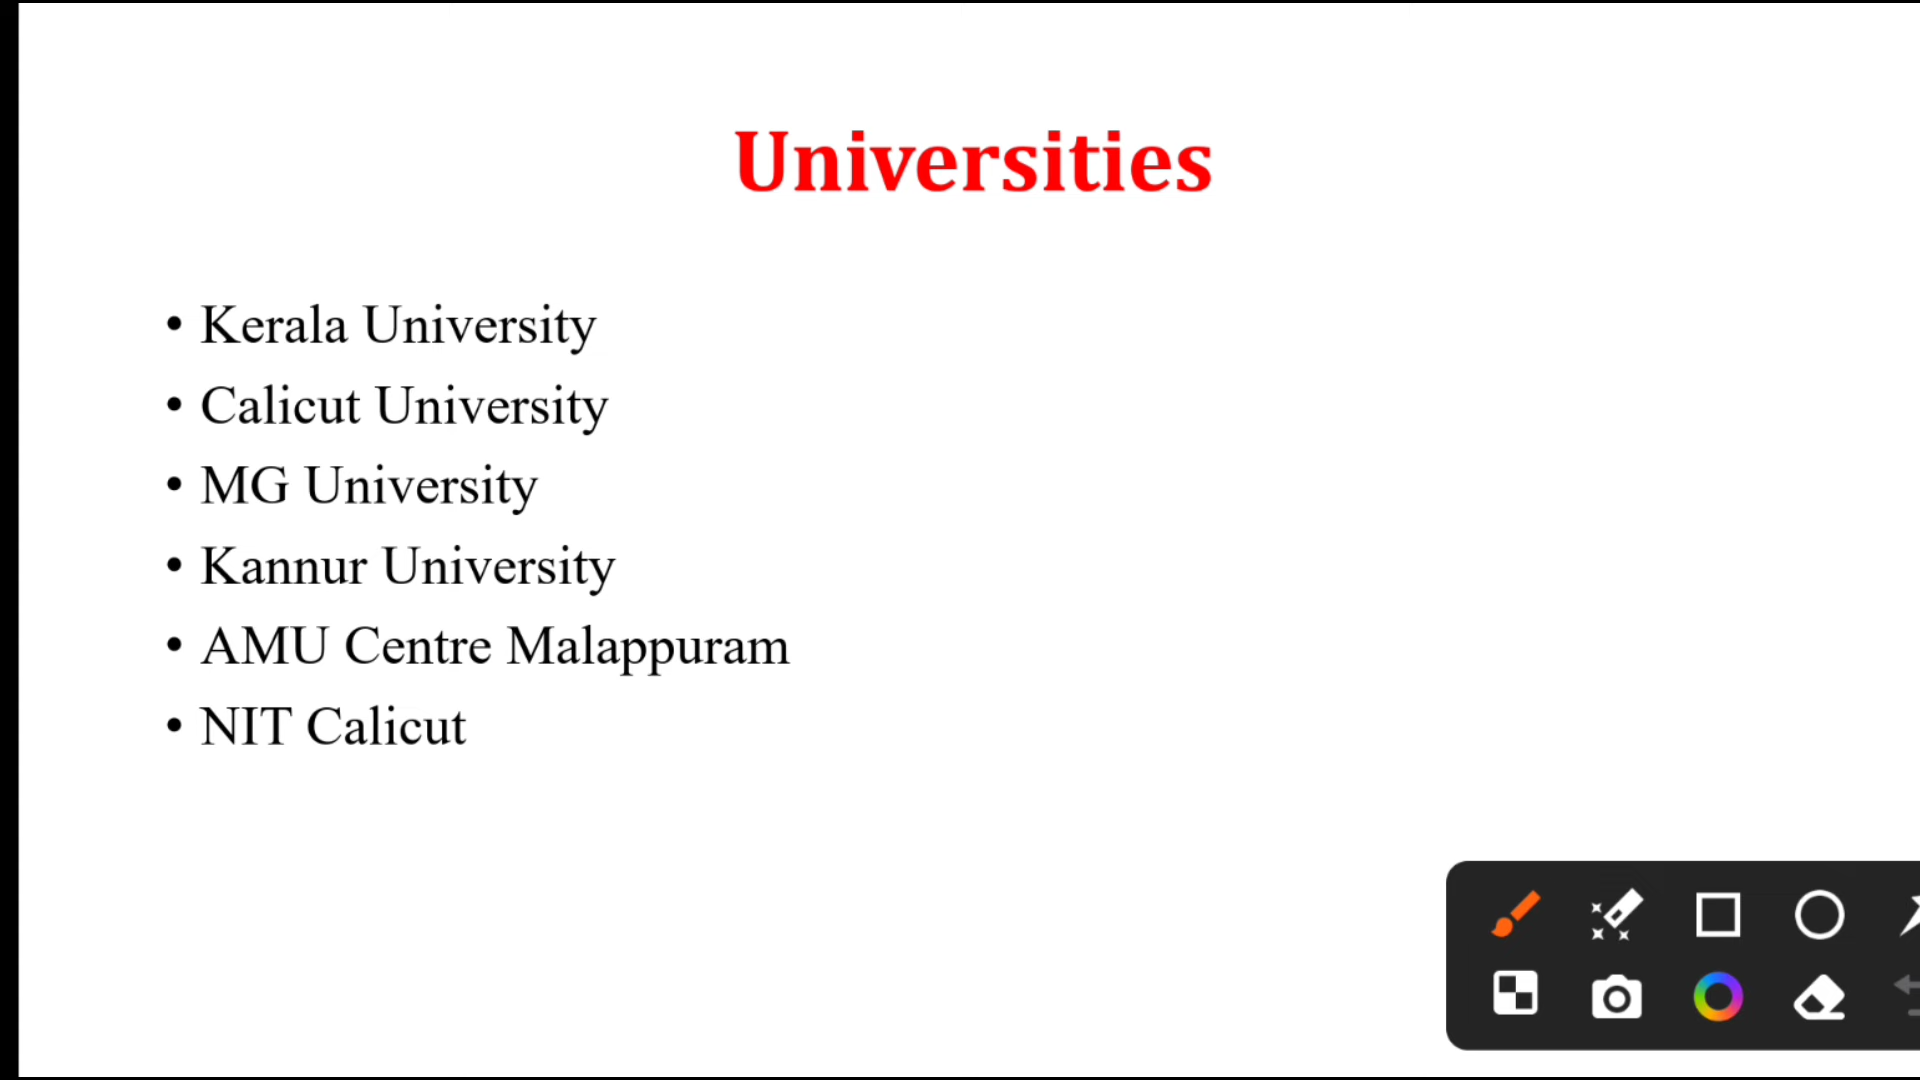 Universities
• Kerala University
• Calicut University
• MG University
• Kannur University
• AMU Centre Malappuram
• NIT Calicut